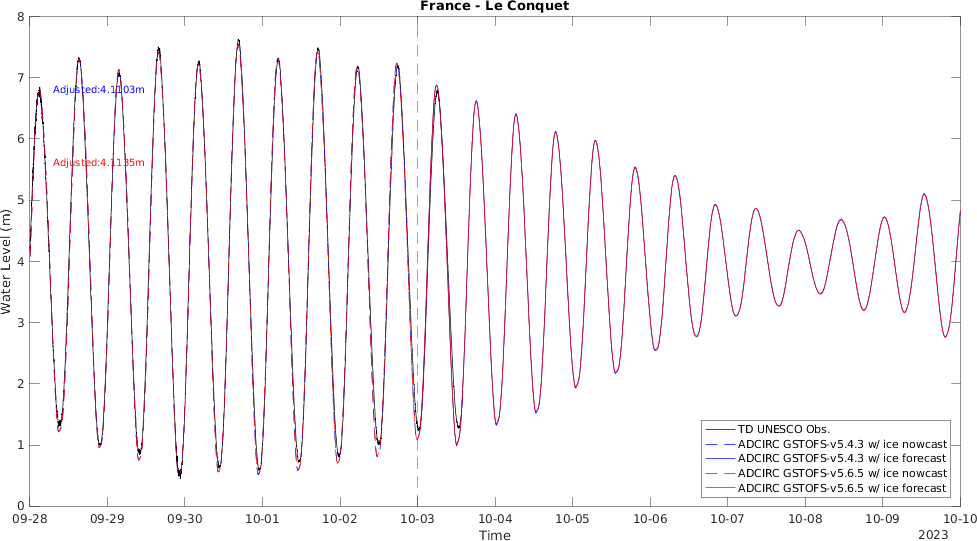 France - Le Conquet
8
7
6
5
4
3
2
1
0
Water Level (m)
Adjusted:4.1103m
Adjusted:4.1135m
TD UNESCO Obs.
ADCIRC GSTOFS-v5.4.3 w/ ice nowcast
ADCIRC GSTOFS-v5.4.3 w/ ice forecast
ADCIRC GSTOFS-v5.6.5 w/ ice nowcast
ADCIRC GSTOFS-v5.6.5 w/ ice forecast
09-28 09-29 09-30 10-01 10-02 10-03 10-04 10-05 10-06 10-07 10-08 10-09 10-10
Time
2023